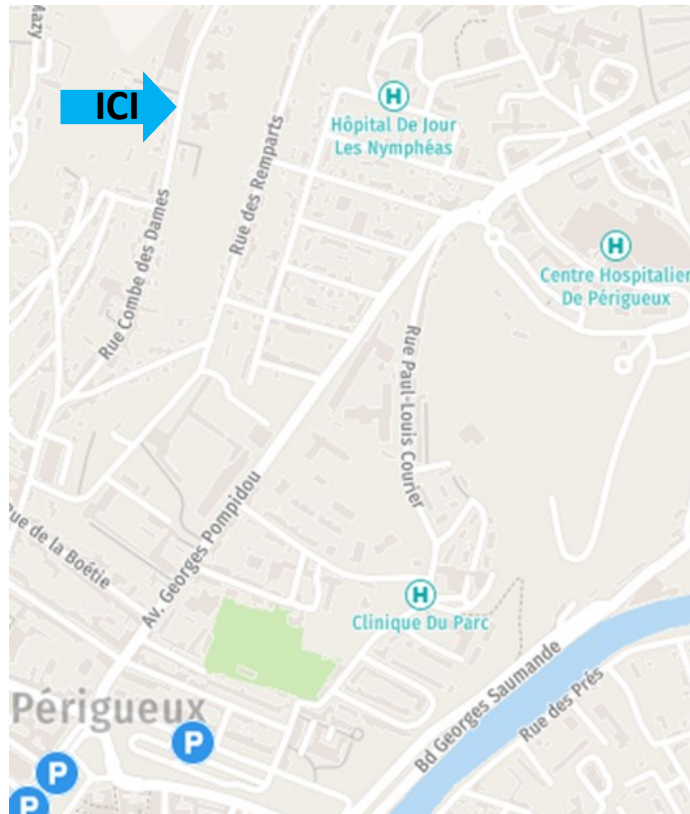 Mazy
ICI
H
Hôpital De Jour
Les Nymphéas
Rue des Remparts
Rue Combe des Dames
H
Centre Hospitalier
De Périgueux
Rue Paul-Louis Courier
Av. Georges Pompidou
Rue de la Boétie
H
Clinique Du Parc
Bd Georges Saumande
Rue des Prés
Périgueux
P
P
P